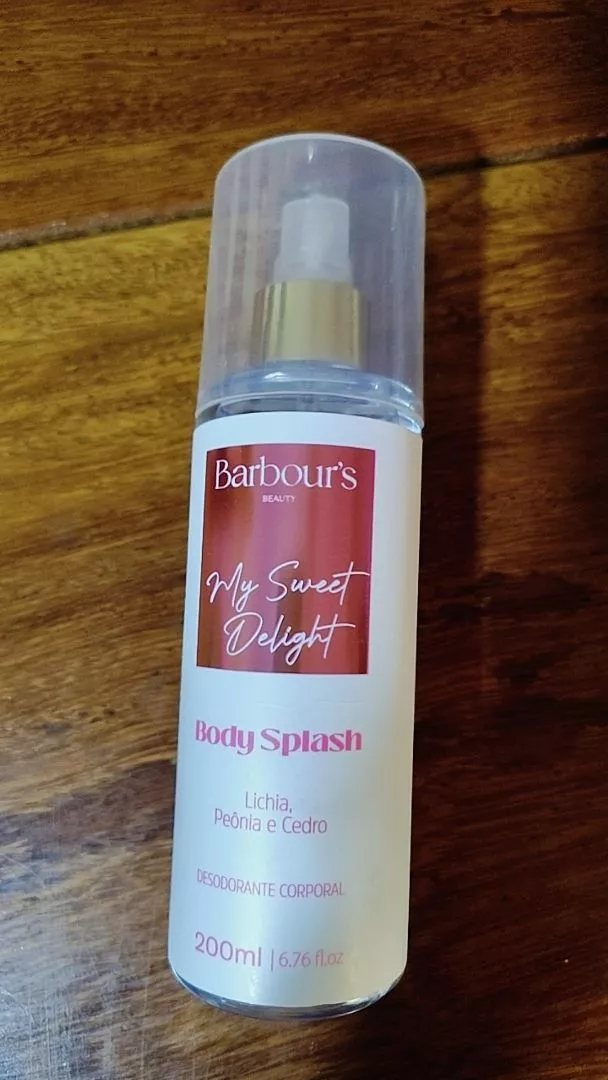 Barbour's
BEAUTY
My Sweet
Delight
Body Splash
Lichia,
Peônia e Cedro
DESODORANTE CORPORAL
200ml | 6.76 fl.oz